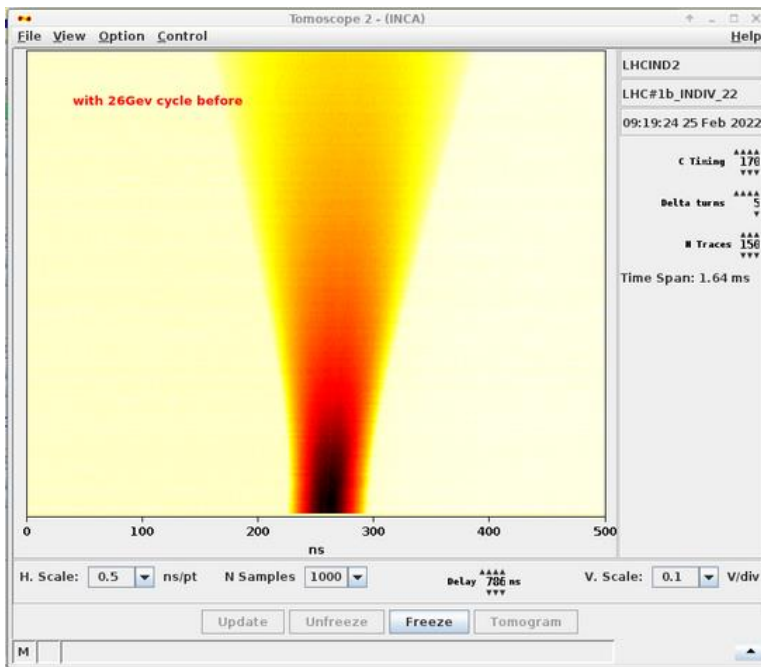 Tomoscope 2 - (INCA)
File View Option Control Help
with 26Gev cycle before
LHCIND2
LHC#1b_INDIV_22
09:19:24 25 Feb 2022
C Timing 170
Delta turns 5
N Traces 150
Time Span: 1.64 ms
0 100 200 300 400 500
ns
H. Scale: 0.5 ns/pt N Samples 1000 Delay 786 ns V. Scale: 0.1 V/div
Update Unfreeze Freeze Tomogram
M